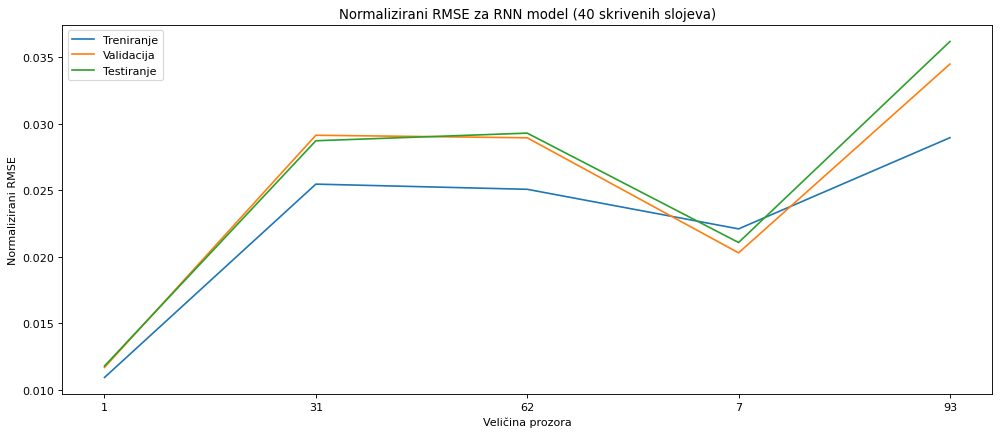 Normalizirani RMSE za RNN model (40 skrivenih slojeva)
Treniranje
Validacija
Testiranje
Normalizirani RMSE
0.035
0.030
0.025
0.020
0.015
0.010
1 31 62 7 93
Veličina prozora